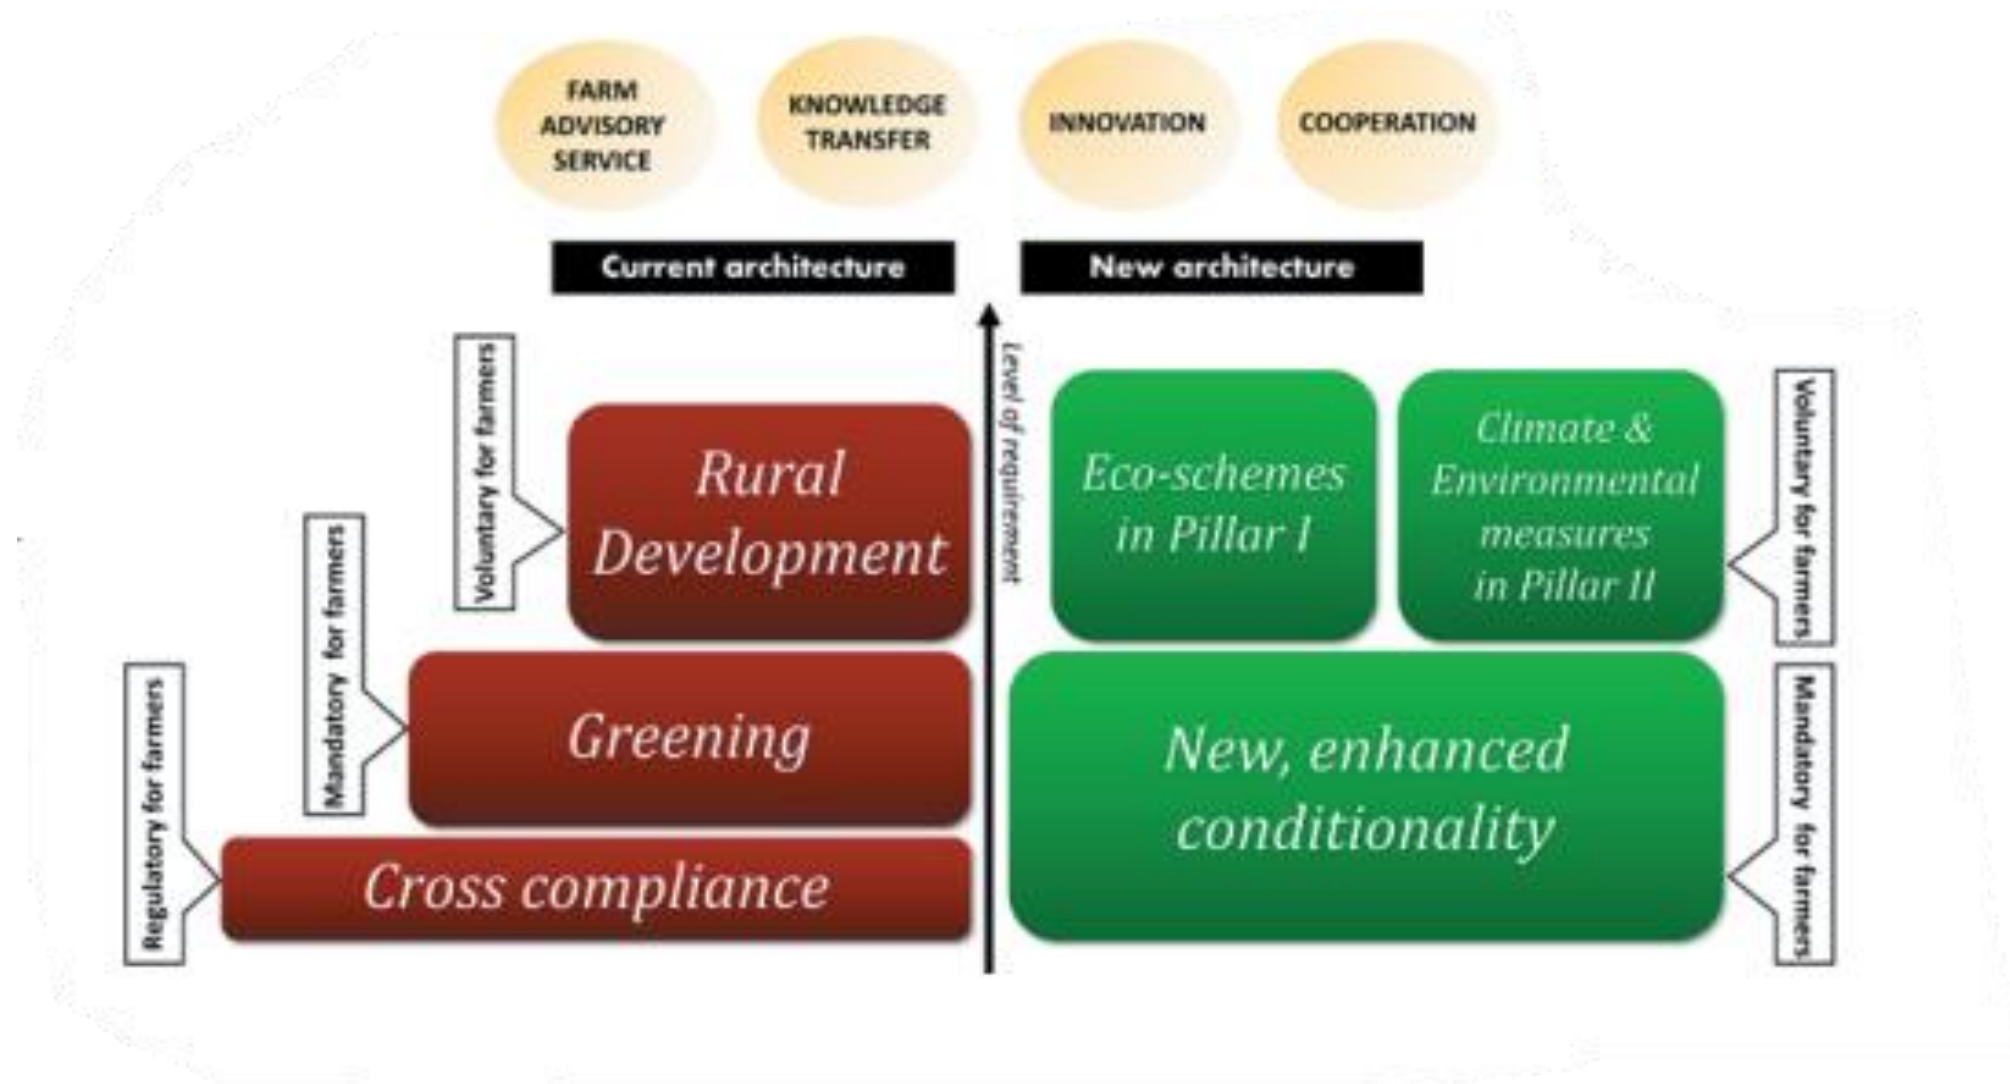 FARM
ADVISORY
SERVICE
KNOWLEDGE
TRANSFER
INNOVATION
COOPERATION
Current architecture
New architecture
Level of requirement
Voluntary for farmers
Rural
Development
Mandatory for farmers
Greening
Regulatory for farmers
Cross compliance
Eco-schemes
in Pillar I
Climate &
Environmental
measures
in Pillar II
Voluntary for farmers
New, enhanced
conditionality
Mandatory for farmers